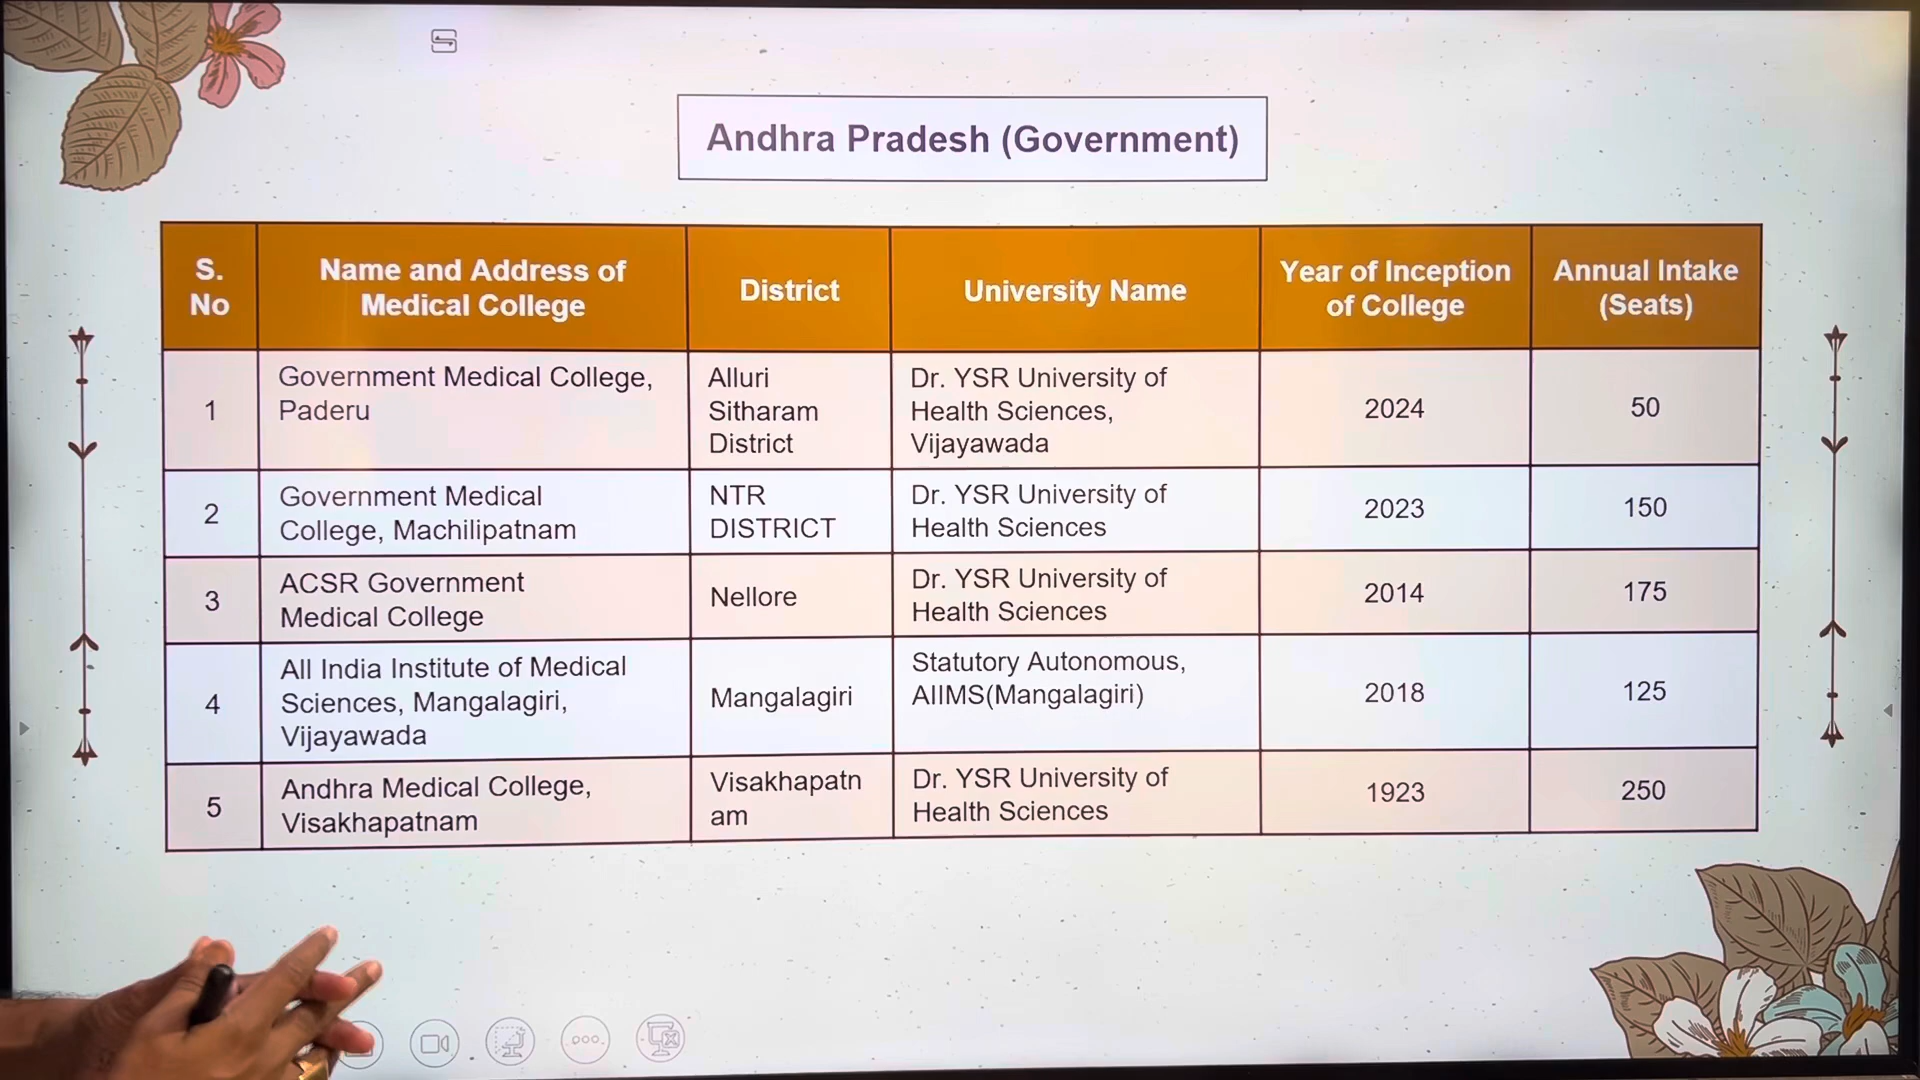 Andhra Pradesh (Government)
S. No
Name and Address of Medical College
District
University Name
Year of Inception of College
Annual Intake (Seats)
1
Government Medical College,
Paderu
Alluri
Sitharam
District
Dr. YSR University of
Health Sciences,
Vijayawada
2024
50
2
Government Medical
College, Machilipatnam
NTR
DISTRICT
Dr. YSR University of
Health Sciences
2023
150
3
ACSR Government
Medical College
Nellore
Dr. YSR University of
Health Sciences
2014
175
4
All India Institute of Medical
Sciences, Mangalagiri,
Vijayawada
Mangalagiri
Statutory Autonomous,
AIIMS(Mangalagiri)
2018
125
5
Andhra Medical College,
Visakhapatnam
Visakhapatn
am
Dr. YSR University of
Health Sciences
1923
250